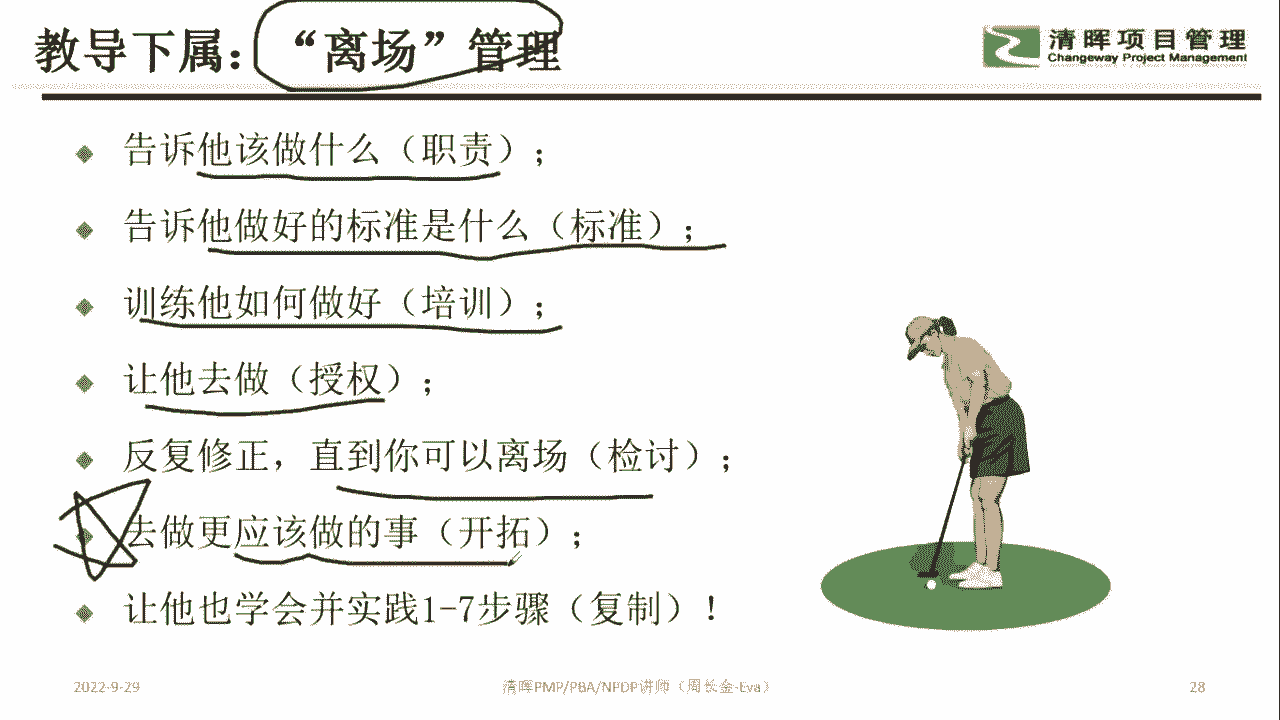 教导下属：“离场”管理
清晖项目管理
Changeway Project Management
告诉他该做什么（职责）；
告诉他做好的标准是什么（标准）；
训练他如何做好（培训）；
让他去做（授权）；
反复修正，直到你可以离场（检讨）；
去做更应该做的事（开拓）；
让他也学会并实践1-7步骤（复制）！
2022-9-29
清晖PMP/PBA/NPDP讲师（周长金-Eva）
28